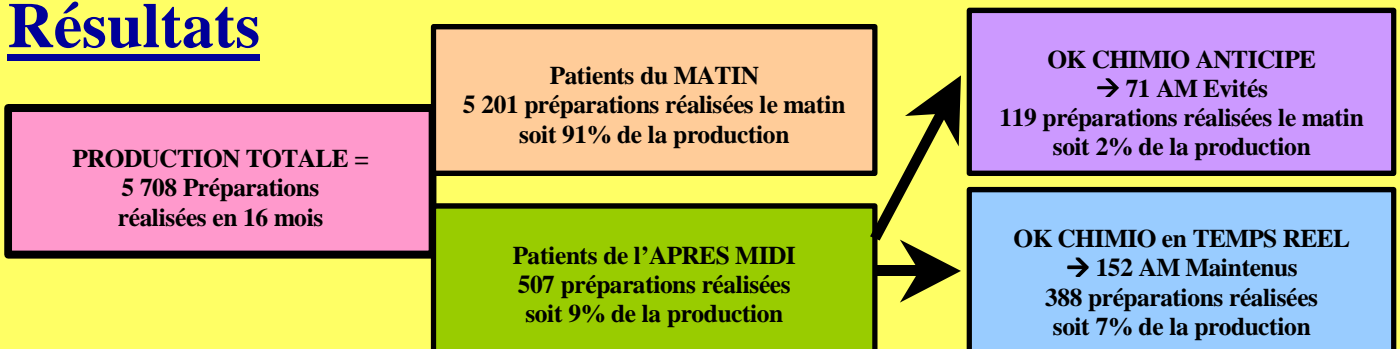 Résultats
PRODUCTION TOTALE =
5 708 Préparations
réalisées en 16 mois
Patients du MATIN
5 201 préparations réalisées le matin
soit 91% de la production
Patients de l’APRES MIDI
507 préparations réalisées
soit 9% de la production
OK CHIMIO ANTICIPE
→ 71 AM Evités
119 préparations réalisées le matin
soit 2% de la production
OK CHIMIO en TEMPS REEL
→ 152 AM Maintenus
388 préparations réalisées
soit 7% de la production